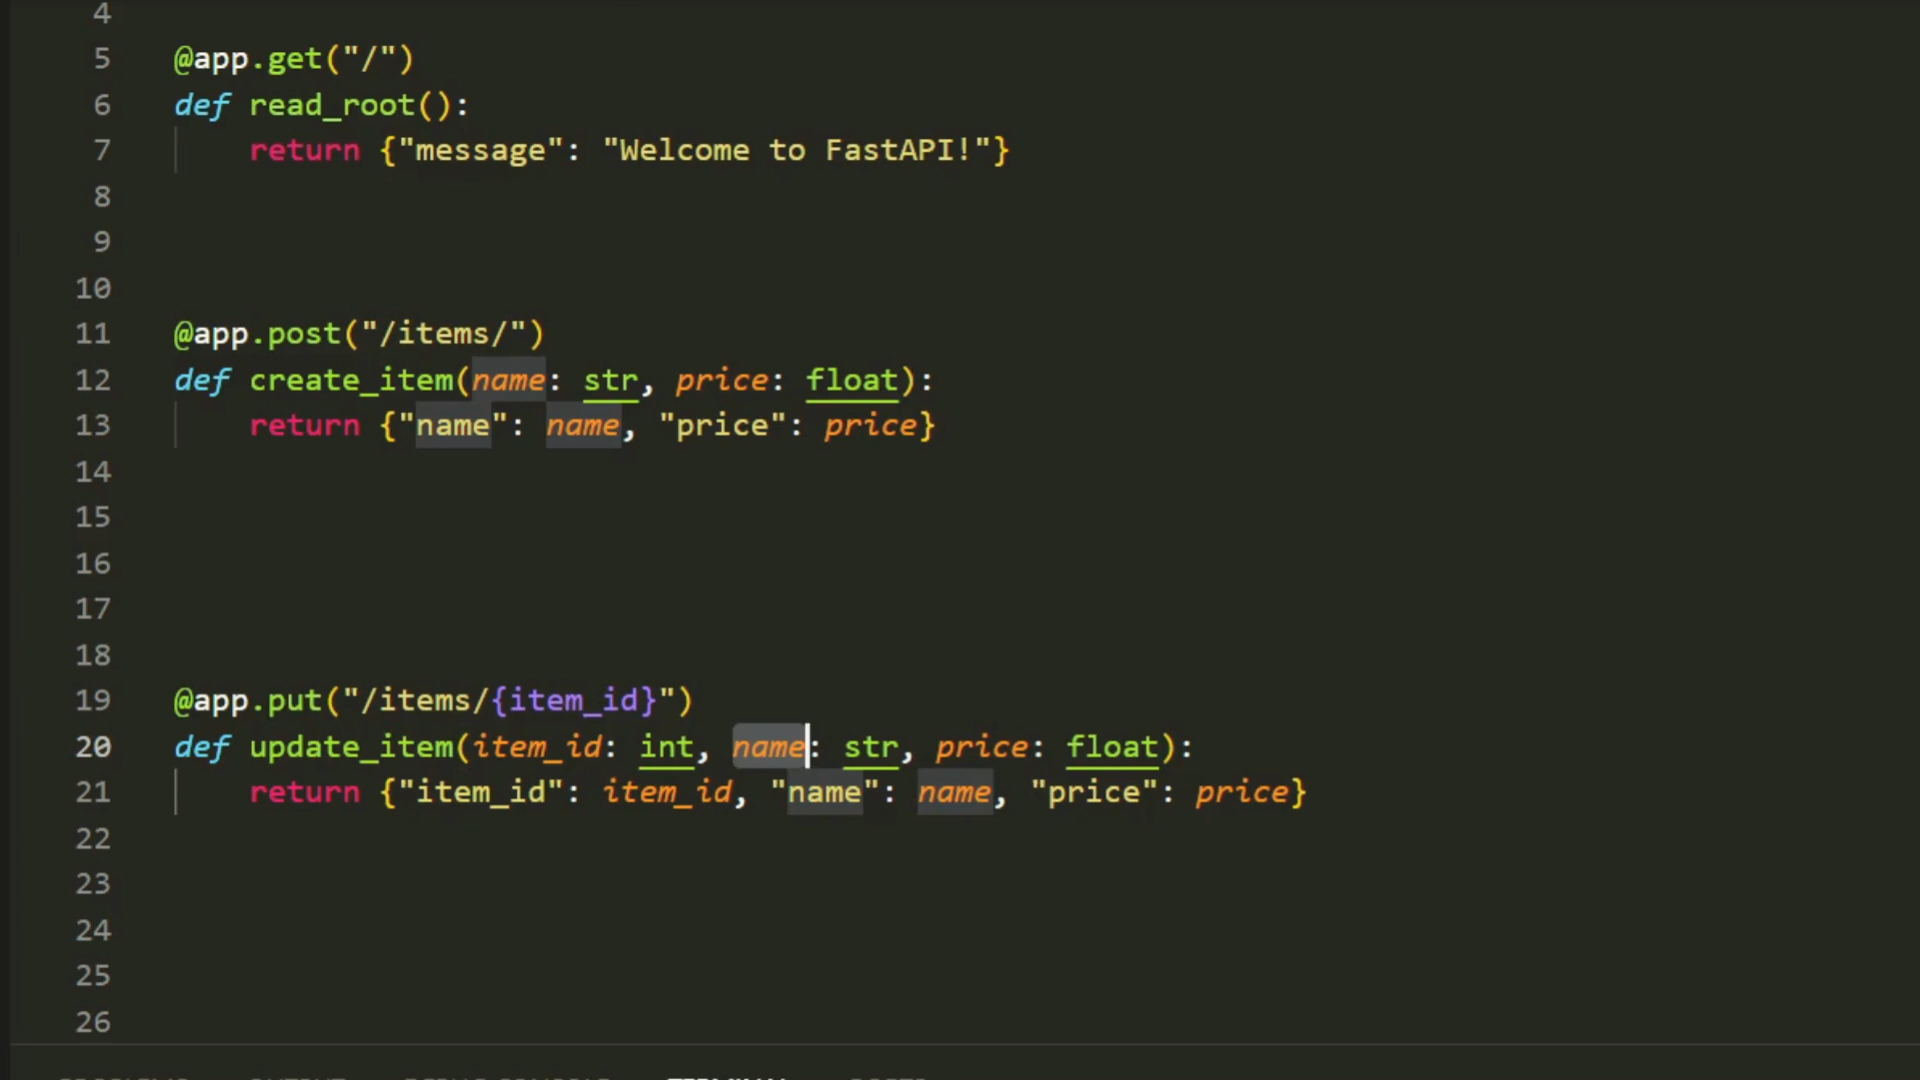 4
5 @app.get("/")
6 def read_root():
7     return {"message": "Welcome to FastAPI!"}
8
9
10
11 @app.post("/items/")
12 def create_item(name: str, price: float):
13     return {"name": name, "price": price}
14
15
16
17
18
19 @app.put("/items/{item_id}")
20 def update_item(item_id: int, name: str, price: float):
21     return {"item_id": item_id, "name": name, "price": price}
22
23
24
25
26